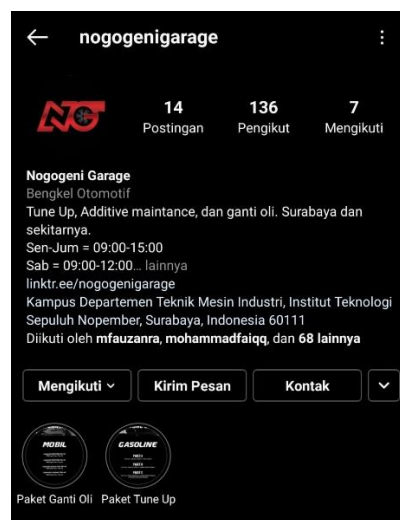 nogogenigarage
NG
14 136 7
Postingan Pengikut Mengikuti
Nogogeni Garage
Bengkel Otomotif
Tune Up, Additive maintance, dan ganti oli. Surabaya dan
sekitarnya.
Sen-Jum = 09:00-15:00
Sab = 09:00-12:00... lainnya
linktr.ee/nogogenigarage
Kampus Departemen Teknik Mesin Industri, Institut Teknologi
Sepuluh Nopember, Surabaya, Indonesia 60111
Diikuti oleh mfauzanra, mohammadfaiqq, dan 68 lainnya
Mengikuti Kirim Pesan Kontak
MOBIL GASOLINE
Paket Ganti Oli Paket Tune Up